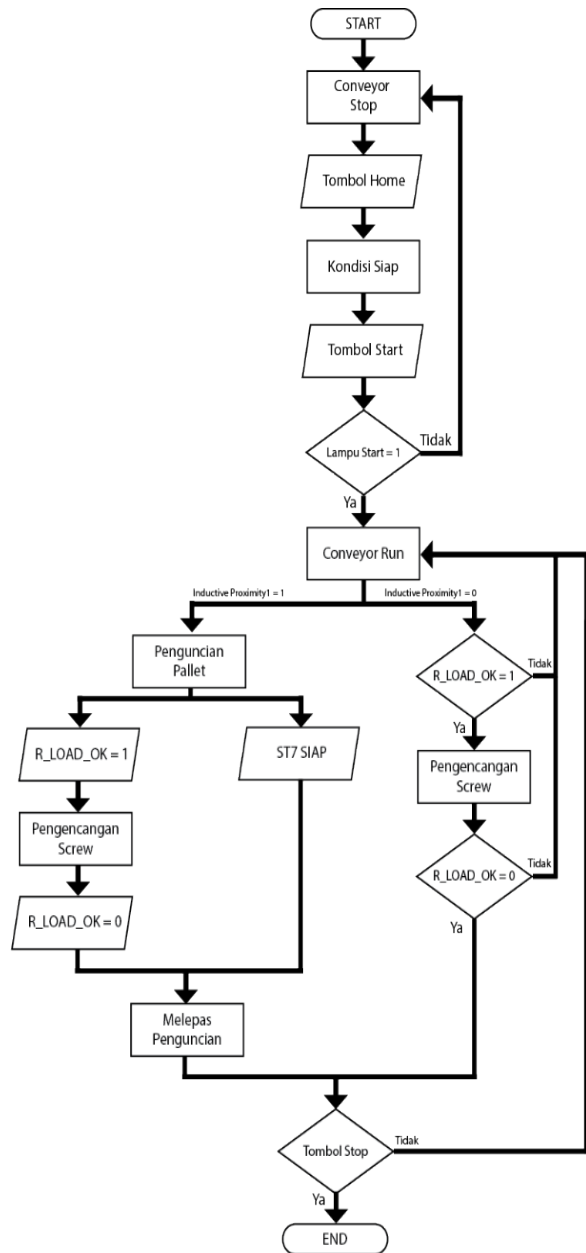 START
Conveyor
Stop
Tombol Home
Kondisi Siap
Tombol Start
Lampu Start = 1
Tidak
Ya
Conveyor Run
Inductive Proximity1 = 1
Inductive Proximity1 = 0
Penguncian
Pallet
R_LOAD_OK = 1
Tidak
Ya
R_LOAD_OK = 1
ST7 SIAP
Pengencangan
Screw
Pengencangan
Screw
R_LOAD_OK = 0
Tidak
Ya
R_LOAD_OK = 0
Melepas
Penguncian
Tombol Stop
Tidak
Ya
END